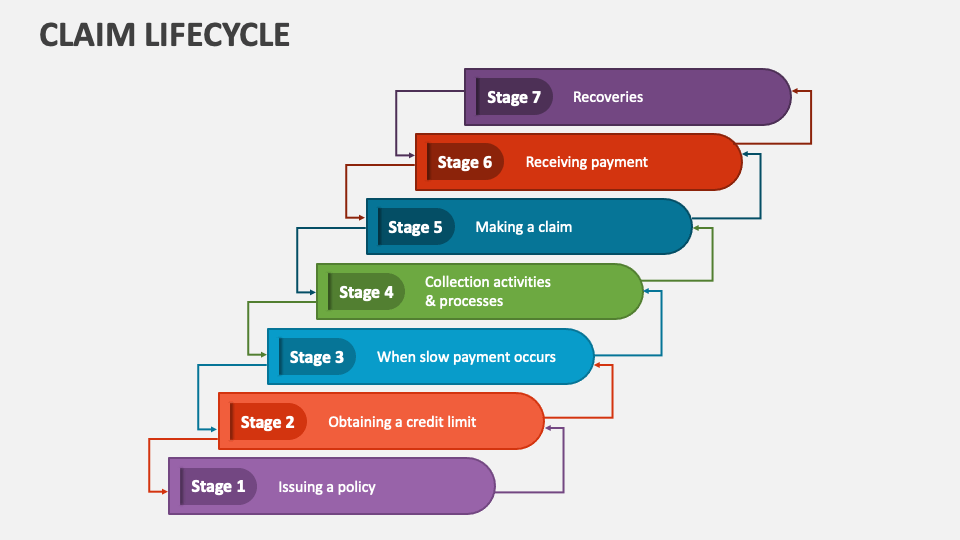 CLAIM LIFECYCLE
Stage 7 Recoveries
Stage 6 Receiving payment
Stage 5 Making a claim
Stage 4 Collection activities
& processes
Stage 3 When slow payment occurs
Stage 2 Obtaining a credit limit
Stage 1 Issuing a policy